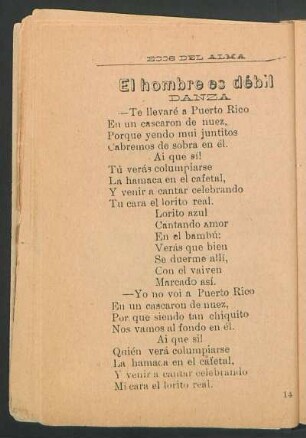 ECOS DEL ALMA
El hombre es débil
DANZA
—Te llevaré a Puerto Rico
En un cascaron de nuez,
Porque yendo mui juntitos
Cabremos de sobra en él.
Ai que si!
Tú verás columpiarse
La hamaca en el cafetal,
Y venir a cantar celebrando
Tu cara el lorito real.
Lorito azul
Cantando amor
En el bambú:
Verás que bien
Se duerme allí,
Con el vaiven
Marcado así.
—Yo no voi a Puerto Rico
En un cascaron de nuez,
Por que siendo tan chiquito
Nos vamos al fondo en él.
Ai que sí!
Quién verá columpiarse
La hamaca en el cafetal,
Y venir a cantar celebrando
Mi cara el lorito real.
14